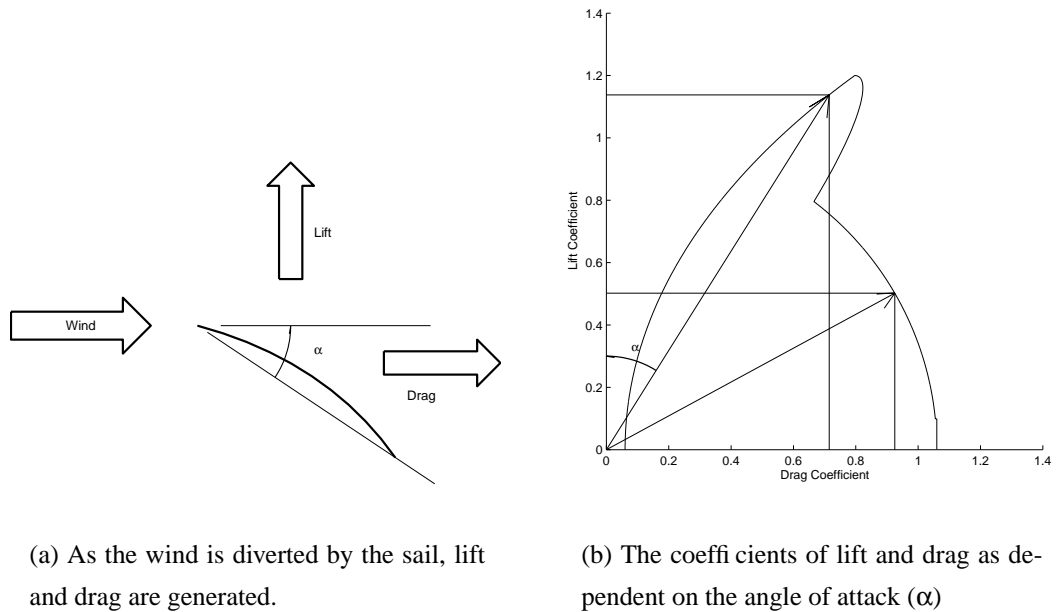 Lift
Wind
α
Drag
1.4
1.2
1
0.8
0.6
0.4
0.2
0
Lift Coefficient
α
0 0.2 0.4 0.6 0.8 1 1.2 1.4
Drag Coefficient
(a) As the wind is diverted by the sail, lift
and drag are generated.
(b) The coeffi cients of lift and drag as de-
pendent on the angle of attack (α)